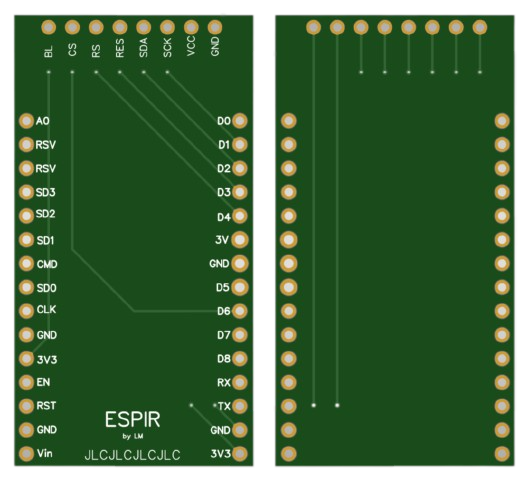 BL CS RS RES SDA SCK VCC GND
A0 D0
RSV D1
RSV D2
SD3 D3
SD2 D4
SD1 3V
CMD GND
SD0 D5
CLK D6
GND D7
3V3 D8
EN RX
RST TX
ESPIR
by LM
GND GND
Vin JLCJLCJLCJLC 3V3